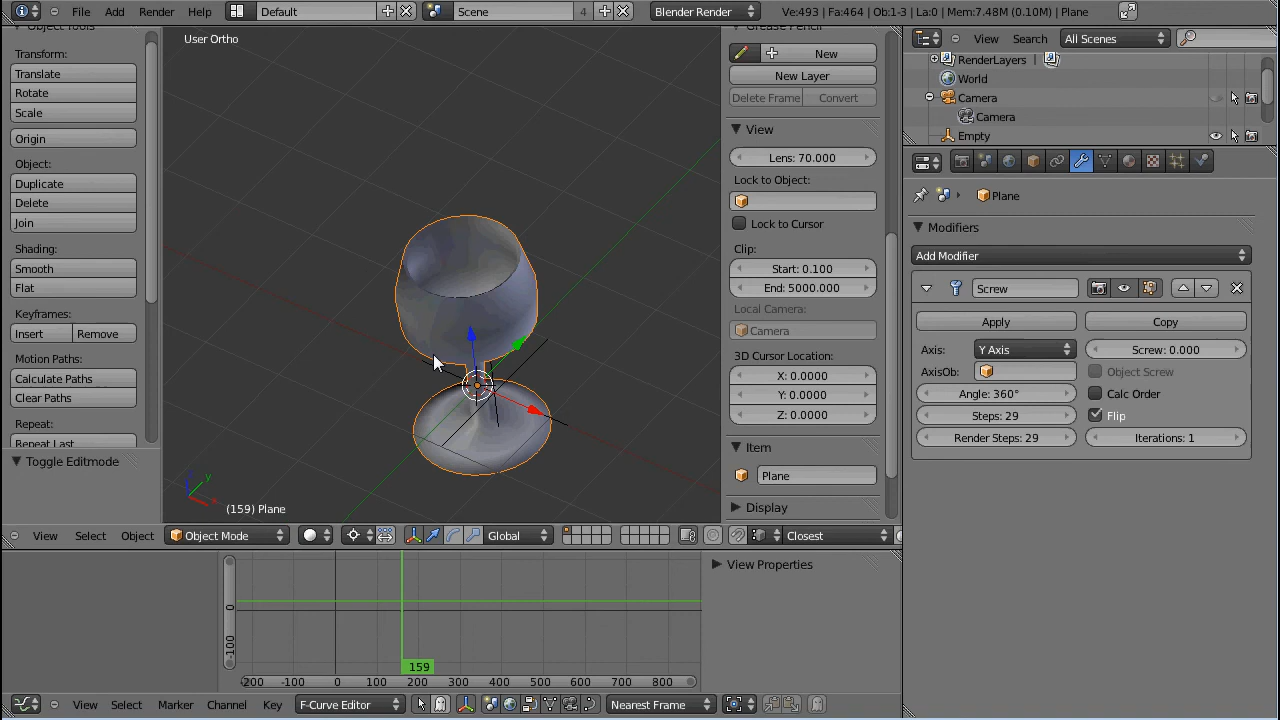 File Add Render Help Default Scene 4 Blender Render Ve:493 | Fa:464 | Ob:1-3 | La:0 | Mem:7.48M (0.10M) | Plane
Object Tools
Transform:
Translate
Rotate
Scale
Origin
Object:
Duplicate
Delete
Join
Shading:
Smooth
Flat
Keyframes:
Insert Remove
Motion Paths:
Calculate Paths
Clear Paths
Repeat:
Repeat Last
Toggle Editmode
User Ortho
y
(159) Plane
Grease Pencil
New
New Layer
Delete Frame Convert
View
Lens: 70.000
Lock to Object:
Lock to Cursor
Clip:
Start: 0.100
End: 5000.000
Local Camera:
Camera
3D Cursor Location:
X: 0.0000
Y: 0.0000
Z: 0.0000
Item
Plane
Display
View Search All Scenes
RenderLayers
World
Camera
Camera
Empty
Plane
Modifiers
Add Modifier
Screw
Apply Copy
Axis: Y Axis Screw: 0.000
AxisOb: Object Screw
Angle: 360° Calc Order
Steps: 29 Flip
Render Steps: 29 Iterations: 1
View Select Object Object Mode Global Closest
0
-100
View Properties
159
-200 -100 0 100 200 300 400 500 600 700 800
View Select Marker Channel Key F-Curve Editor Nearest Frame